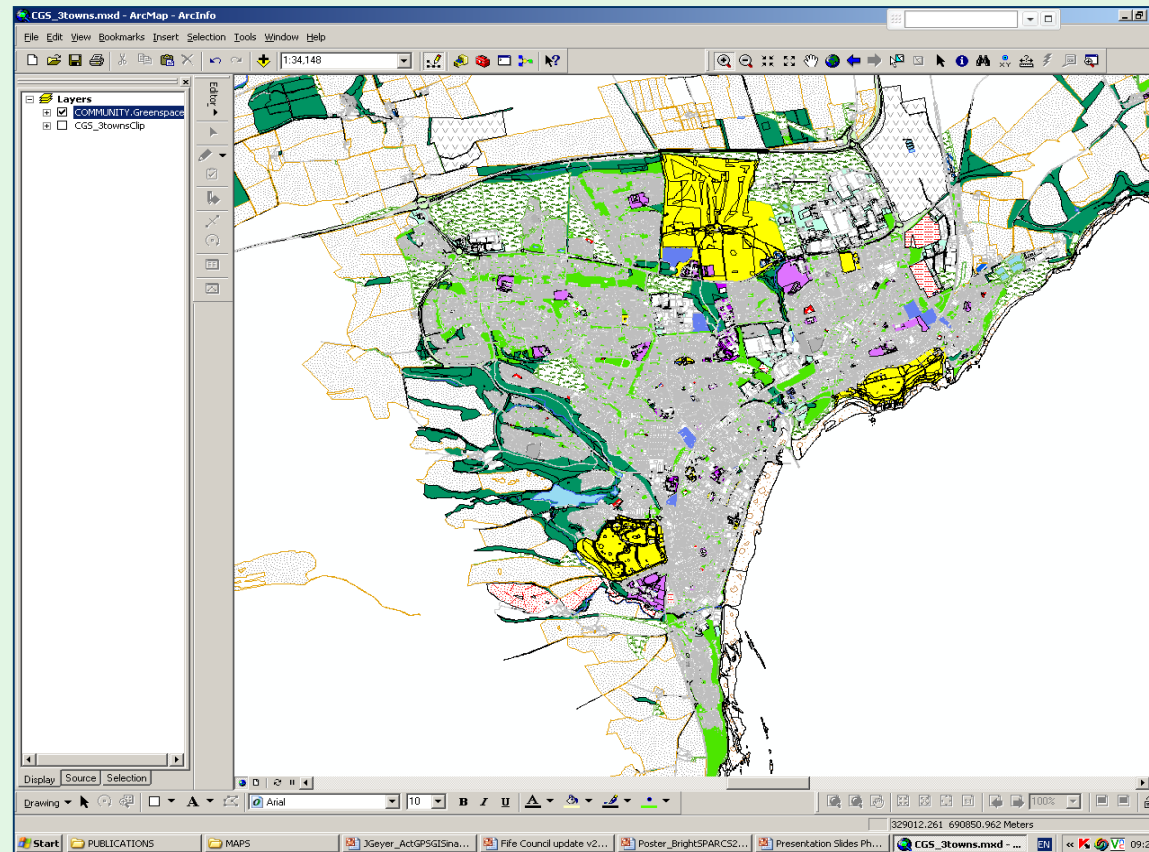 CGS_3towns.mxd - ArcMap - ArcInfo
File Edit View Bookmarks Insert Selection Tools Window Help
1:34,148
Layers
COMMUNITY.Greenspace
CGS_3townsClip
Editor
Display Source Selection
Drawing Arial 10 B I U A 100%
329012.261 690850.962 Meters
Start PUBLICATIONS MAPS JGeyer_ActGPSGISina... Fife Council update v2... Poster_BrightSPARCS2... Presentation Slides Ph... CGS_3towns.mxd - ... EN 09:2